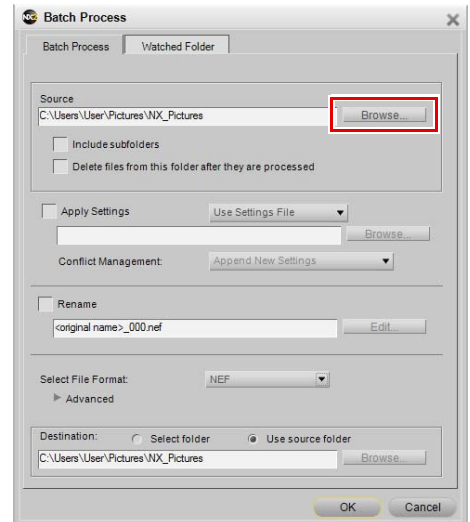 NX2 Batch Process
Batch Process Watched Folder
Source
C:\Users\User\Pictures\NX_Pictures Browse...
Include subfolders
Delete files from this folder after they are processed
Apply Settings Use Settings File
Browse...
Conflict Management: Append New Settings
Rename
<original name>_000.nef Edit...
Select File Format: NEF
Advanced
Destination: Select folder Use source folder
C:\Users\User\Pictures\NX_Pictures Browse...
OK Cancel